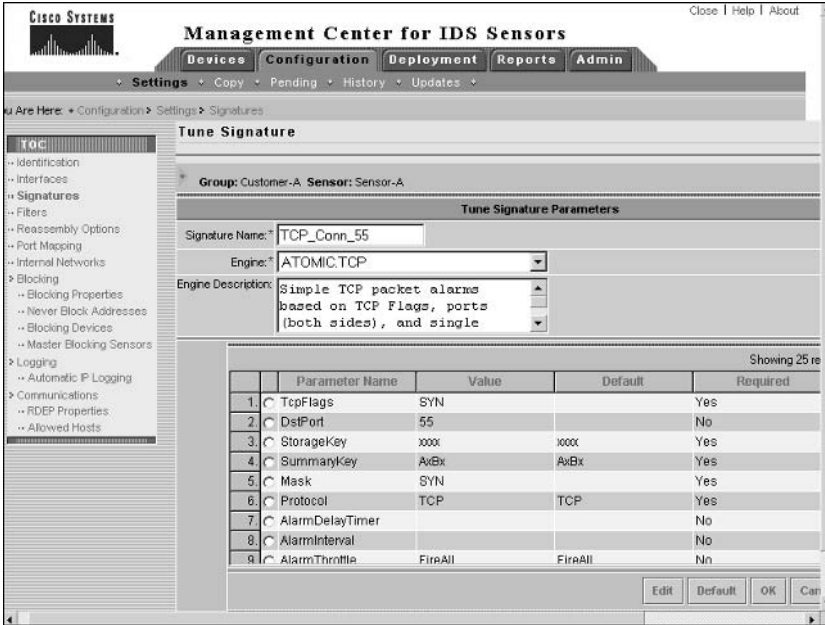 Close | Help | About
CISCO SYSTEMS
Management Center for IDS Sensors
Devices Configuration Deployment Reports Admin
Settings Copy Pending History Updates
u Are Here: Configuration > Settings > Signatures
TOC
Identification
Interfaces
Signatures
Filters
Reassembly Options
Port Mapping
Internal Networks
Blocking
Blocking Properties
Never Block Addresses
Blocking Devices
Master Blocking Sensors
Logging
Automatic IP Logging
Communications
RDEP Properties
Allowed Hosts
Tune Signature
Group: Customer-A Sensor: Sensor-A
Tune Signature Parameters
Signature Name:* TCP_Conn_55
Engine:* ATOMIC.TCP
Engine Description: Simple TCP packet alarms
based on TCP Flags, ports
(both sides), and single
Showing 25 re
Parameter Name Value Default Required
1. TcpFlags SYN Yes
2. DstPort 55 No
3. StorageKey xxxx xxxx Yes
4. SummaryKey AxBx AxBx Yes
5. Mask SYN Yes
6. Protocol TCP TCP Yes
7. AlarmDelayTimer No
8. AlarmInterval No
9. AlarmThrottle FireAll FireAll No
Edit Default OK Can